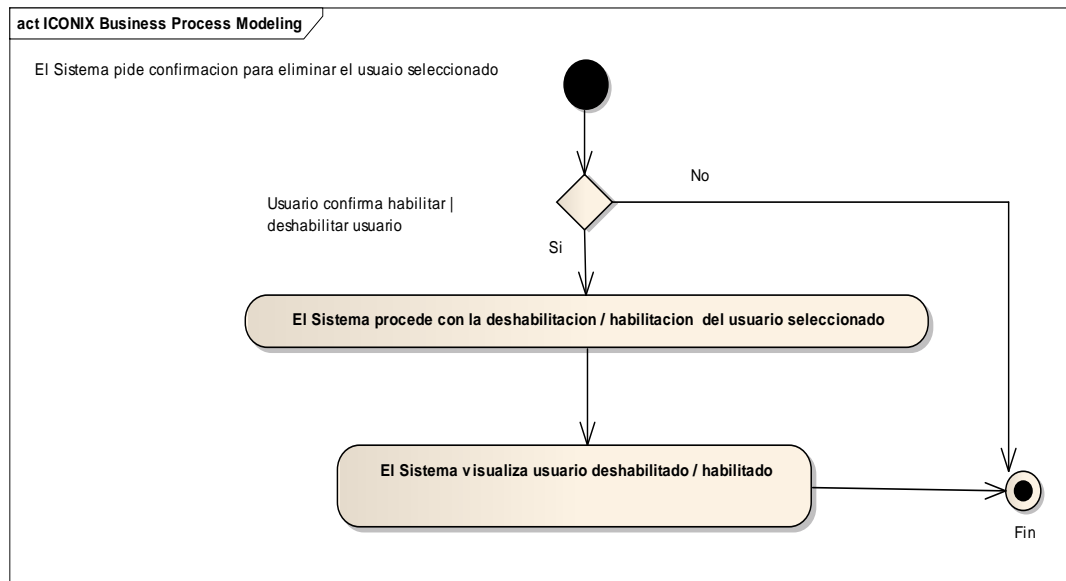 act ICONIX Business Process Modeling
El Sistema pide confirmacion para eliminar el usuaio seleccionado
No
Usuario confirma habilitar |
deshabilitar usuario
Si
El Sistema procede con la deshabilitacion / habilitacion del usuario seleccionado
El Sistema visualiza usuario deshabilitado / habilitado
Fin